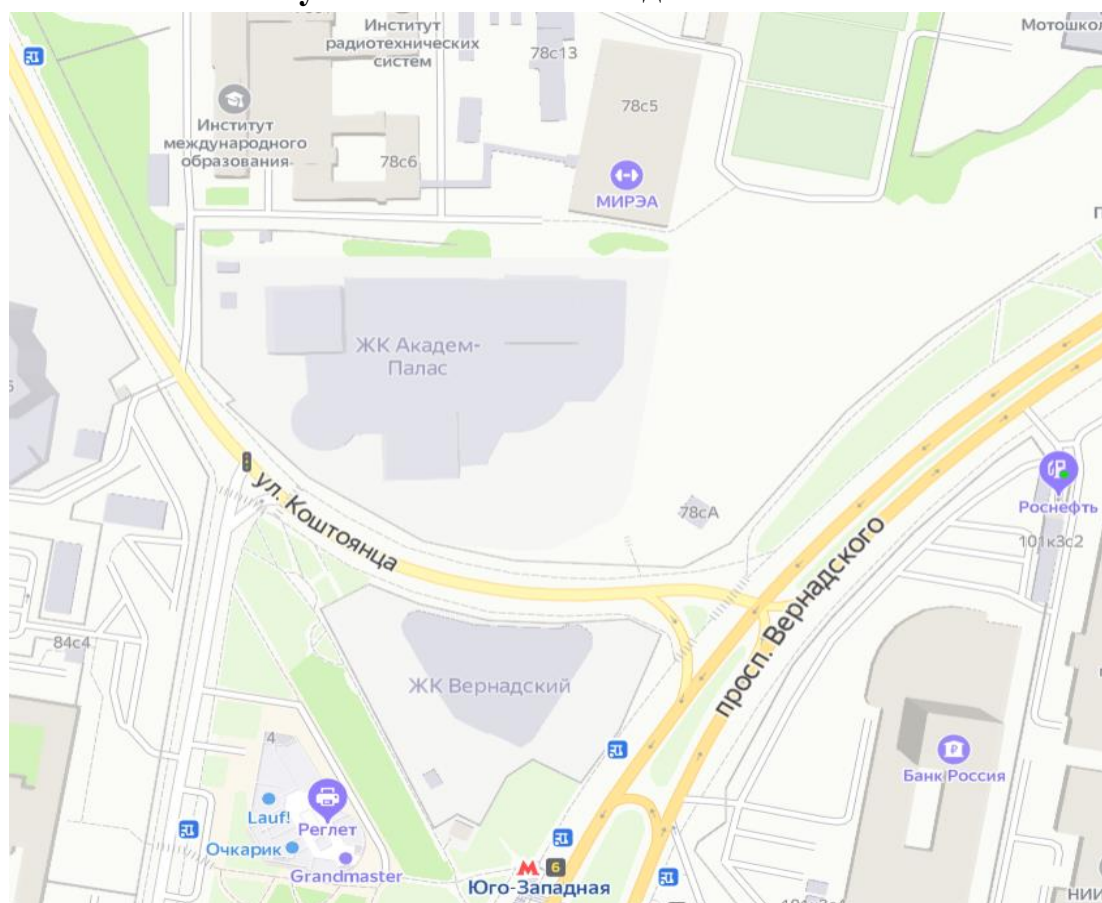 Институт
радиотехнических
систем
78с13
78с5
Мотошкол
Институт
международного
образования
78с6
МИРЭА
ЖК Академ-
Палас
ул. Коштоянца
78сА
Роснефть
101к3с2
просп. Вернадского
84с4
ЖК Вернадский
4
Lauf!
Реглет
Очкарик
Grandmaster
Банк Россия
М 6
Юго-Западная
НИИ